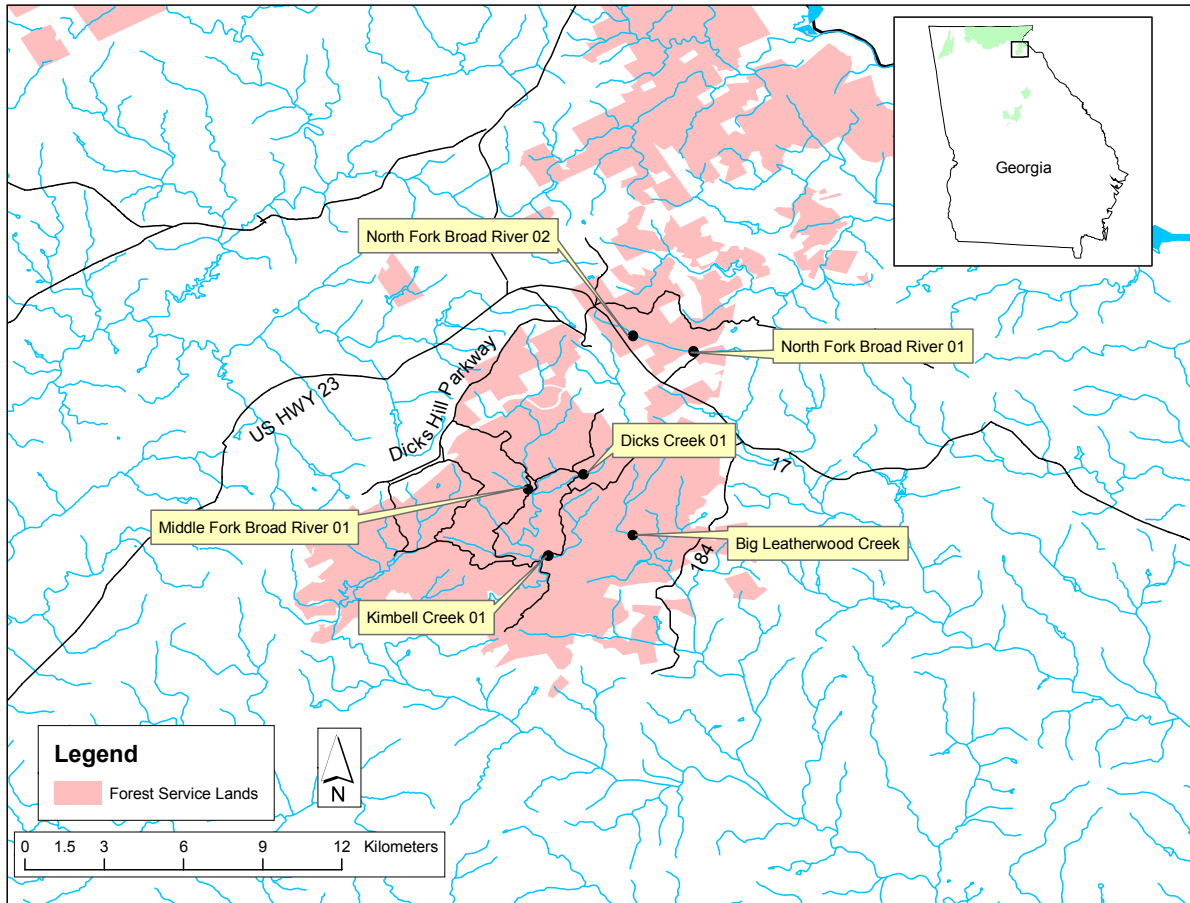 Georgia
North Fork Broad River 02
North Fork Broad River 01
US HWY 23
Dicks Hill Parkway
Dicks Creek 01
17
Middle Fork Broad River 01
Big Leatherwood Creek
184
Kimbell Creek 01
Legend
Forest Service Lands
N
0 1.5 3 6 9 12 Kilometers